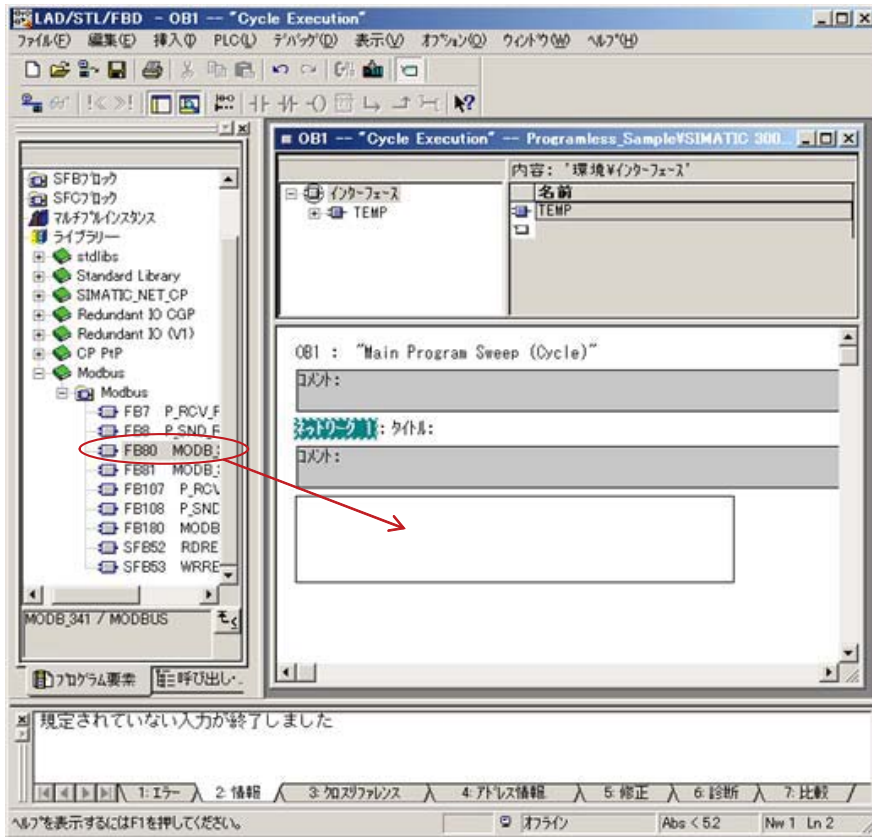 LAD/STL/FBD - OB1 -- "Cycle Execution"
ファイル(F) 編集(E) 挿入(I) PLC(L) デバッグ(D) 表示(V) オプション(O) ウィンドウ(W) ヘルプ(H)
SFBブロック
SFCブロック
マルチプルインスタンス
ライブラリー
stdlibs
Standard Library
SIMATIC_NET_CP
Redundant IO CGP
Redundant IO (V1)
CP PtP
Modbus
Modbus
FB7 P_RCV_F
FB8 P_SND_F
FB80 MODB_
FB81 MODB_
FB107 P_RCV
FB108 P_SND
FB180 MODB
SFB52 RDRE
SFB53 WRRE
MODB_341 / MODBUS
プログラム要素 呼び出し
OB1 -- "Cycle Execution" -- Programless_Sample¥SIMATIC 300...
インターフェース
TEMP
内容: '環境¥インターフェース'
名前
TEMP
OB1 : "Main Program Sweep (Cycle)"
コメント:
ネットワーク 1 : タイトル:
コメント:
規定されていない入力が終了しました
1: エラー 2: 情報 3: クロスリファレンス 4: アドレス情報 5: 修正 6: 診断 7: 比較
ヘルプを表示するにはF1を押してください。 オフライン Abs < 5.2 Nw 1 Ln 2